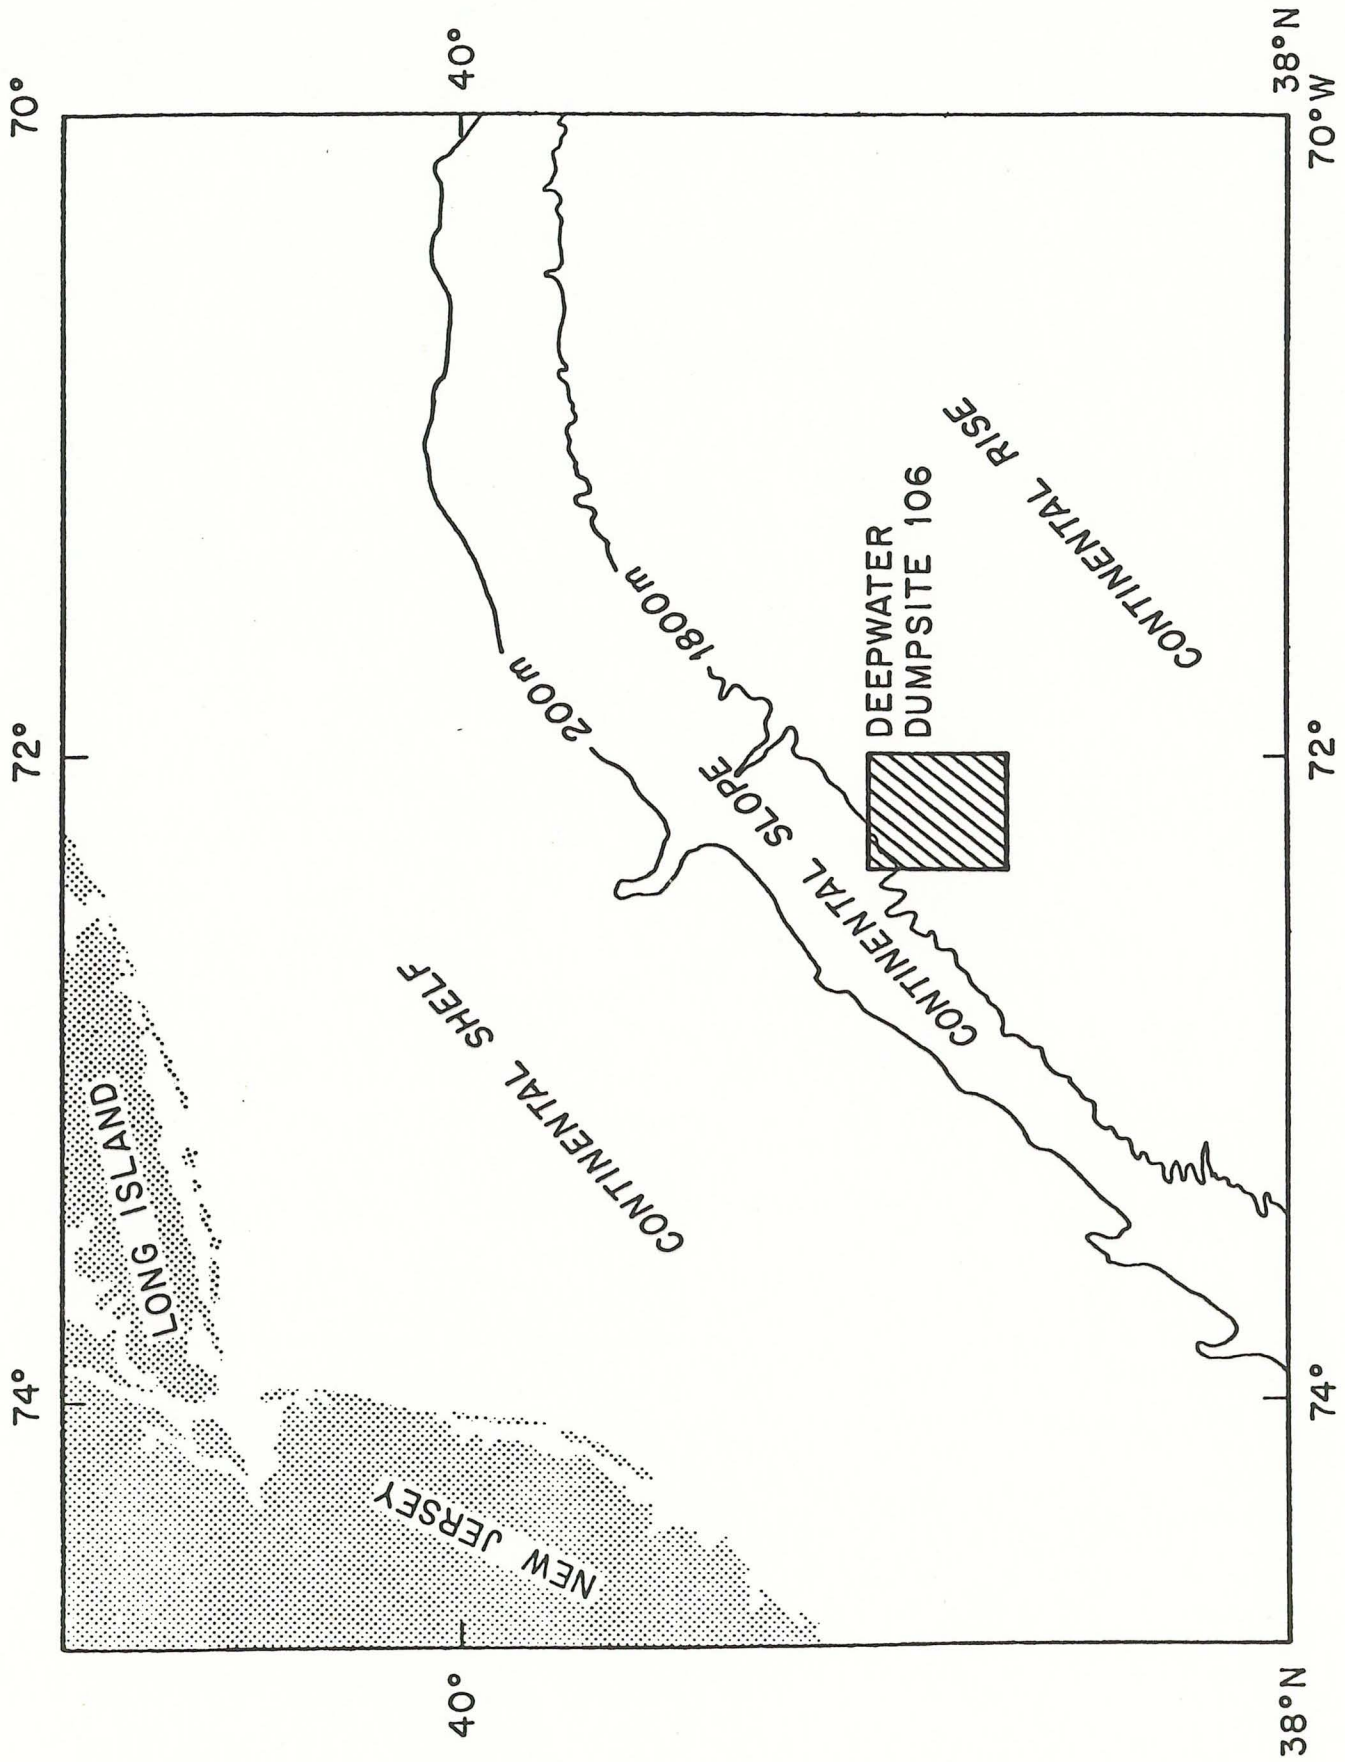 74°
72°
70°
LONG ISLAND
NEW JERSEY
40°
40°
CONTINENTAL SHELF
200m
1800m
CONTINENTAL SLOPE
DEEPWATER
DUMPSITE 106
CONTINENTAL RISE
38°N
38°N
74°
72°
70°W